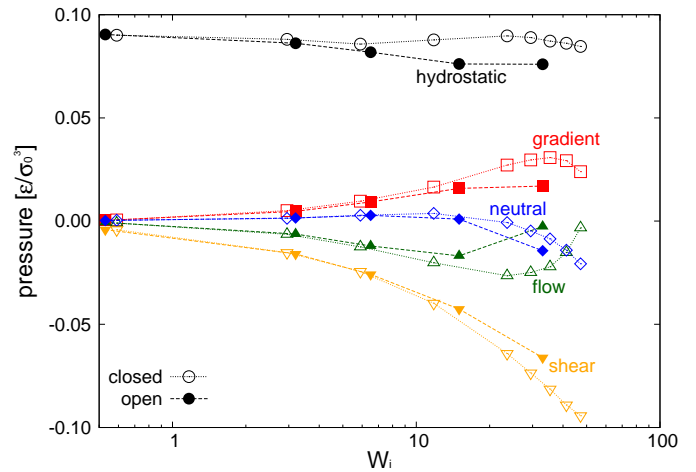 0.10
hydrostatic
0.05
gradient
pressure [ε/σ₀³]
neutral
0.00
flow
-0.05
shear
closed
open
-0.10
1
10
100
Wᵢ